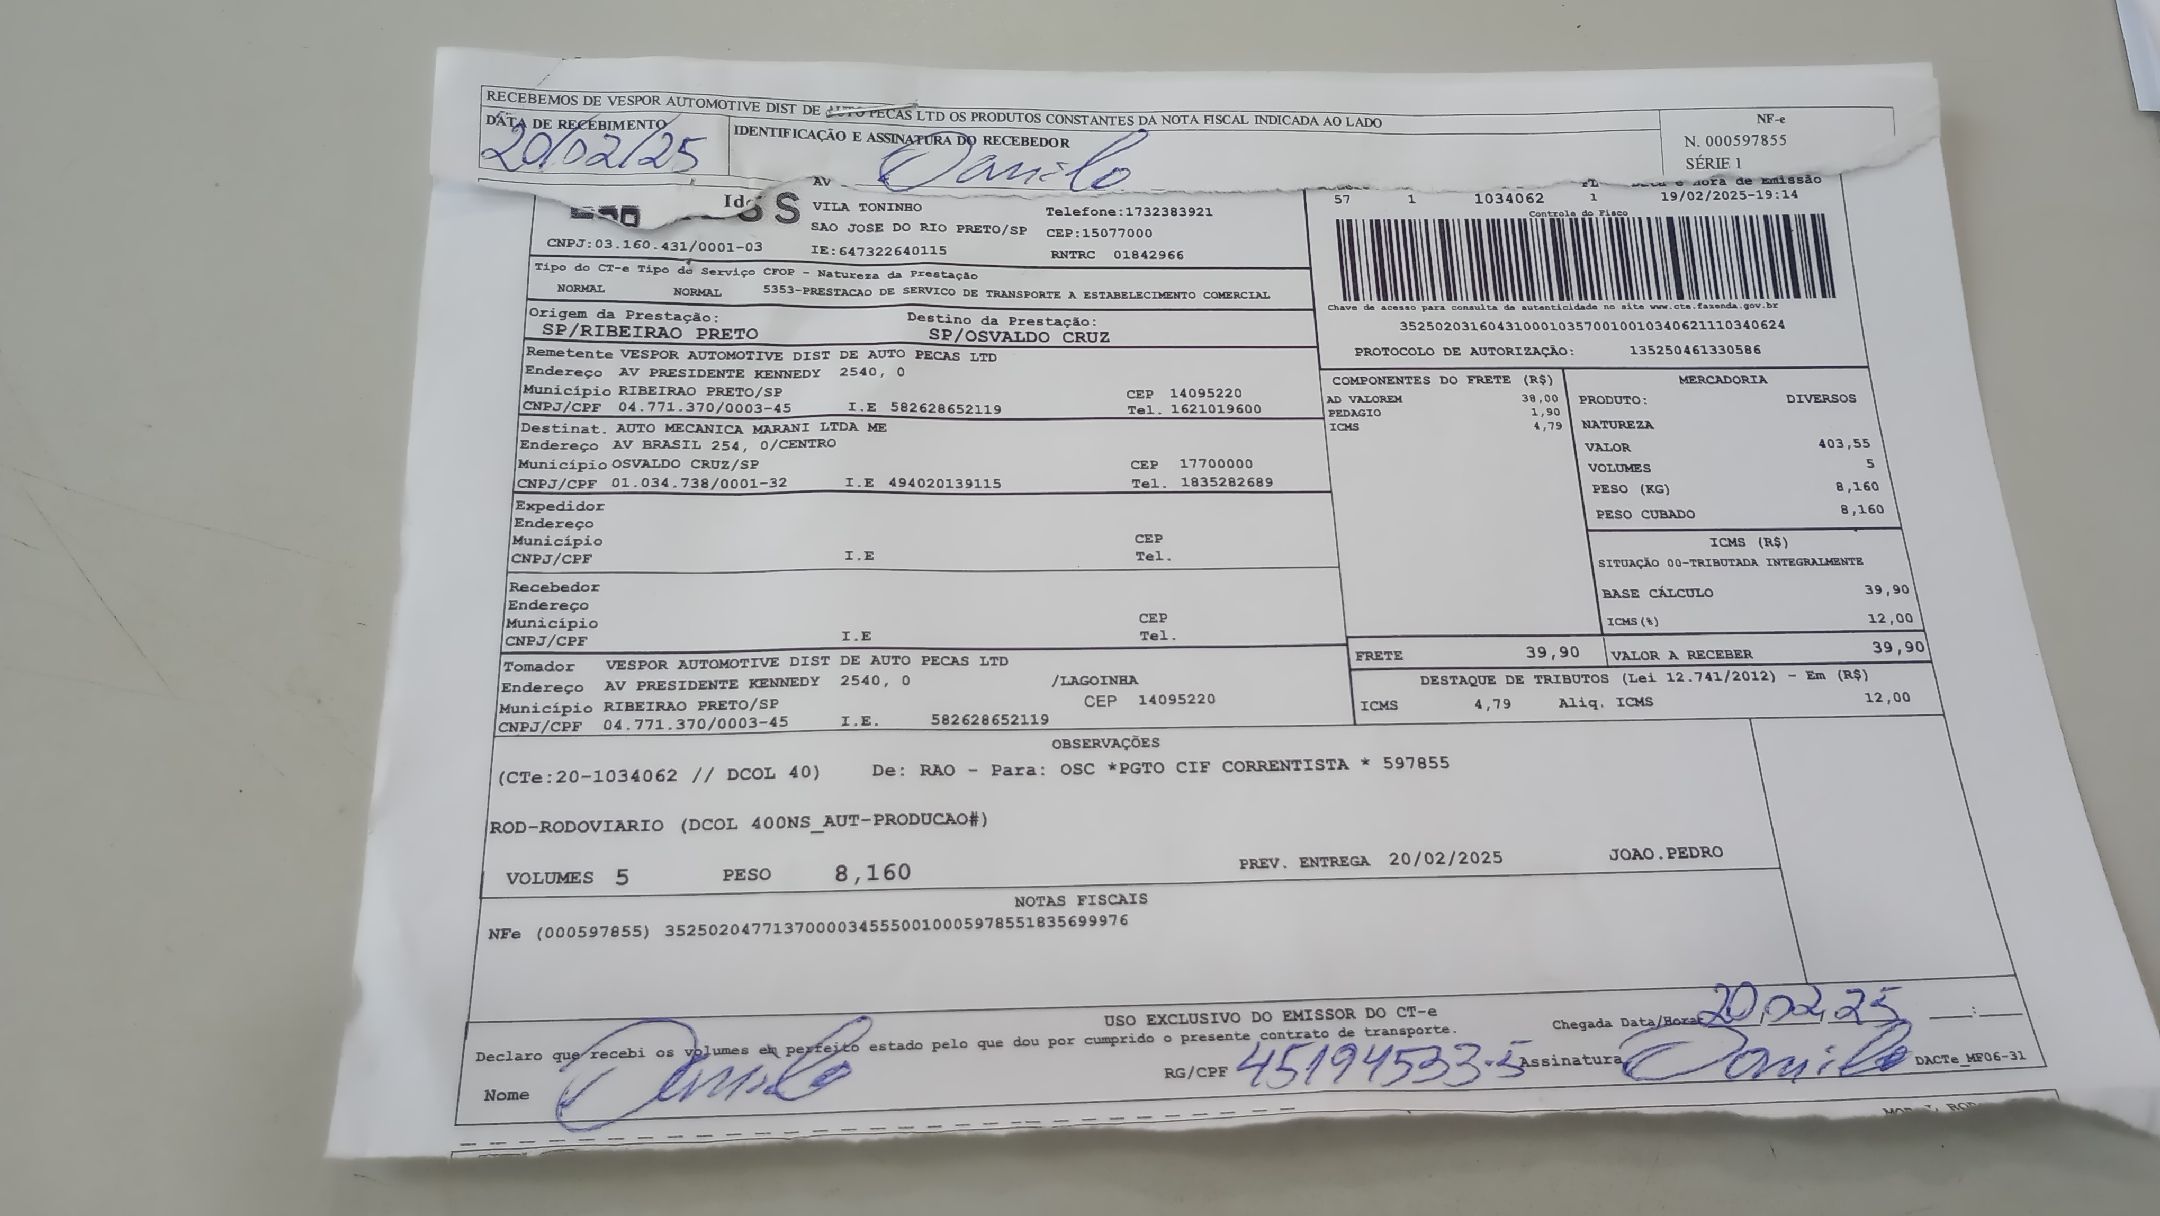 RECEBEMOS DE VESPOR AUTOMOTIVE DIST DE AUTO PECAS LTD OS PRODUTOS CONSTANTES DA NOTA FISCAL INDICADA AO LADO
DATA DE RECEBIMENTO
20/02/25
IDENTIFICAÇÃO E ASSINATURA DO RECEBEDOR
Danilo
NF-e
N. 000597855
SÉRIE 1
AV
VILA TONINHO Telefone:1732383921
SAO JOSE DO RIO PRETO/SP CEP:15077000
CNPJ:03.160.431/0001-03 IE:647322640115 RNTRC 01842966
Hora de Emissão
57 1 1034062 1 19/02/2025-19:14
Controle do Fisco
Chave de acesso para consulta de autenticidade no site www.cte.fazenda.gov.br
35250203160431000103570010010340621110340624
PROTOCOLO DE AUTORIZAÇÃO: 135250461330586
Tipo do CT-e Tipo de Serviço CFOP - Natureza da Prestação
NORMAL NORMAL 5353-PRESTACAO DE SERVICO DE TRANSPORTE A ESTABELECIMENTO COMERCIAL
Origem da Prestação: Destino da Prestação:
SP/RIBEIRAO PRETO SP/OSVALDO CRUZ
Remetente VESPOR AUTOMOTIVE DIST DE AUTO PECAS LTD
Endereço AV PRESIDENTE KENNEDY 2540, 0
Município RIBEIRAO PRETO/SP CEP 14095220
CNPJ/CPF 04.771.370/0003-45 I.E 582628652119 Tel. 1621019600
Destinat. AUTO MECANICA MARANI LTDA ME
Endereço AV BRASIL 254, 0/CENTRO
Município OSVALDO CRUZ/SP CEP 17700000
CNPJ/CPF 01.034.738/0001-32 I.E 494020139115 Tel. 1835282689
Expedidor
Endereço
Município CEP
CNPJ/CPF I.E Tel.
Recebedor
Endereço
Município CEP
CNPJ/CPF I.E Tel.
Tomador VESPOR AUTOMOTIVE DIST DE AUTO PECAS LTD
Endereço AV PRESIDENTE KENNEDY 2540, 0 /LAGOINHA
Município RIBEIRAO PRETO/SP CEP 14095220
CNPJ/CPF 04.771.370/0003-45 I.E. 582628652119
COMPONENTES DO FRETE (R$)
AD VALOREM 38,00
PEDAGIO 1,90
ICMS 4,79
MERCADORIA
PRODUTO: DIVERSOS
NATUREZA
VALOR 403,55
VOLUMES 5
PESO (KG) 8,160
PESO CUBADO 8,160
ICMS (R$)
SITUAÇÃO 00-TRIBUTADA INTEGRALMENTE
BASE CÁLCULO 39,90
ICMS(%) 12,00
FRETE 39,90 VALOR A RECEBER 39,90
DESTAQUE DE TRIBUTOS (Lei 12.741/2012) - Em (R$)
ICMS 4,79 Aliq. ICMS 12,00
OBSERVAÇÕES
(CTe:20-1034062 // DCOL 40) De: RAO - Para: OSC *PGTO CIF CORRENTISTA * 597855
ROD-RODOVIARIO (DCOL 400NS_AUT-PRODUCAO#)
VOLUMES 5 PESO 8,160 PREV. ENTREGA 20/02/2025 JOAO.PEDRO
NOTAS FISCAIS
NFe (000597855) 35250204771370000345550010005978551835699976
USO EXCLUSIVO DO EMISSOR DO CT-e
Declaro que recebi os volumes em perfeito estado pelo que dou por cumprido o presente contrato de transporte.
Chegada Data/Hora: 20,02,25 __:__
Nome Danilo RG/CPF 45194533-5 Assinatura Danilo DACTe_MF06-31